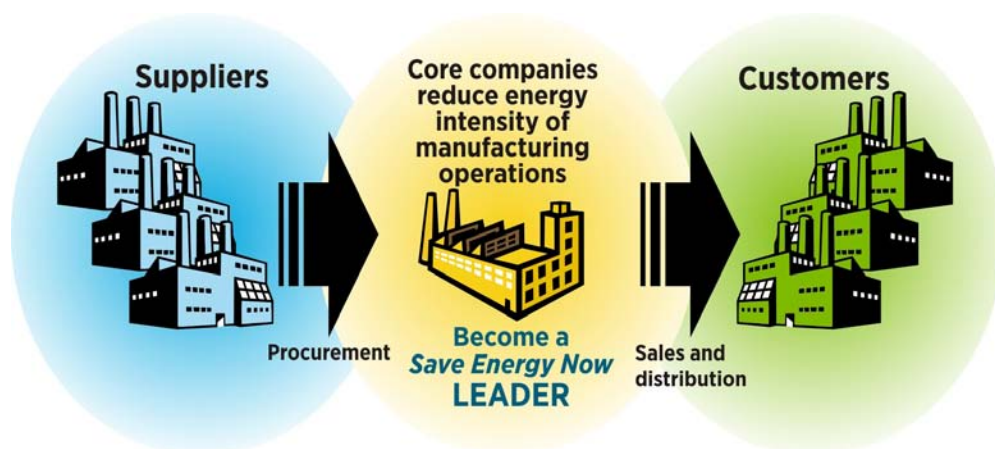 Suppliers
Core companies
reduce energy
intensity of
manufacturing
operations
Customers
Procurement
Become a
Save Energy Now
LEADER
Sales and
distribution